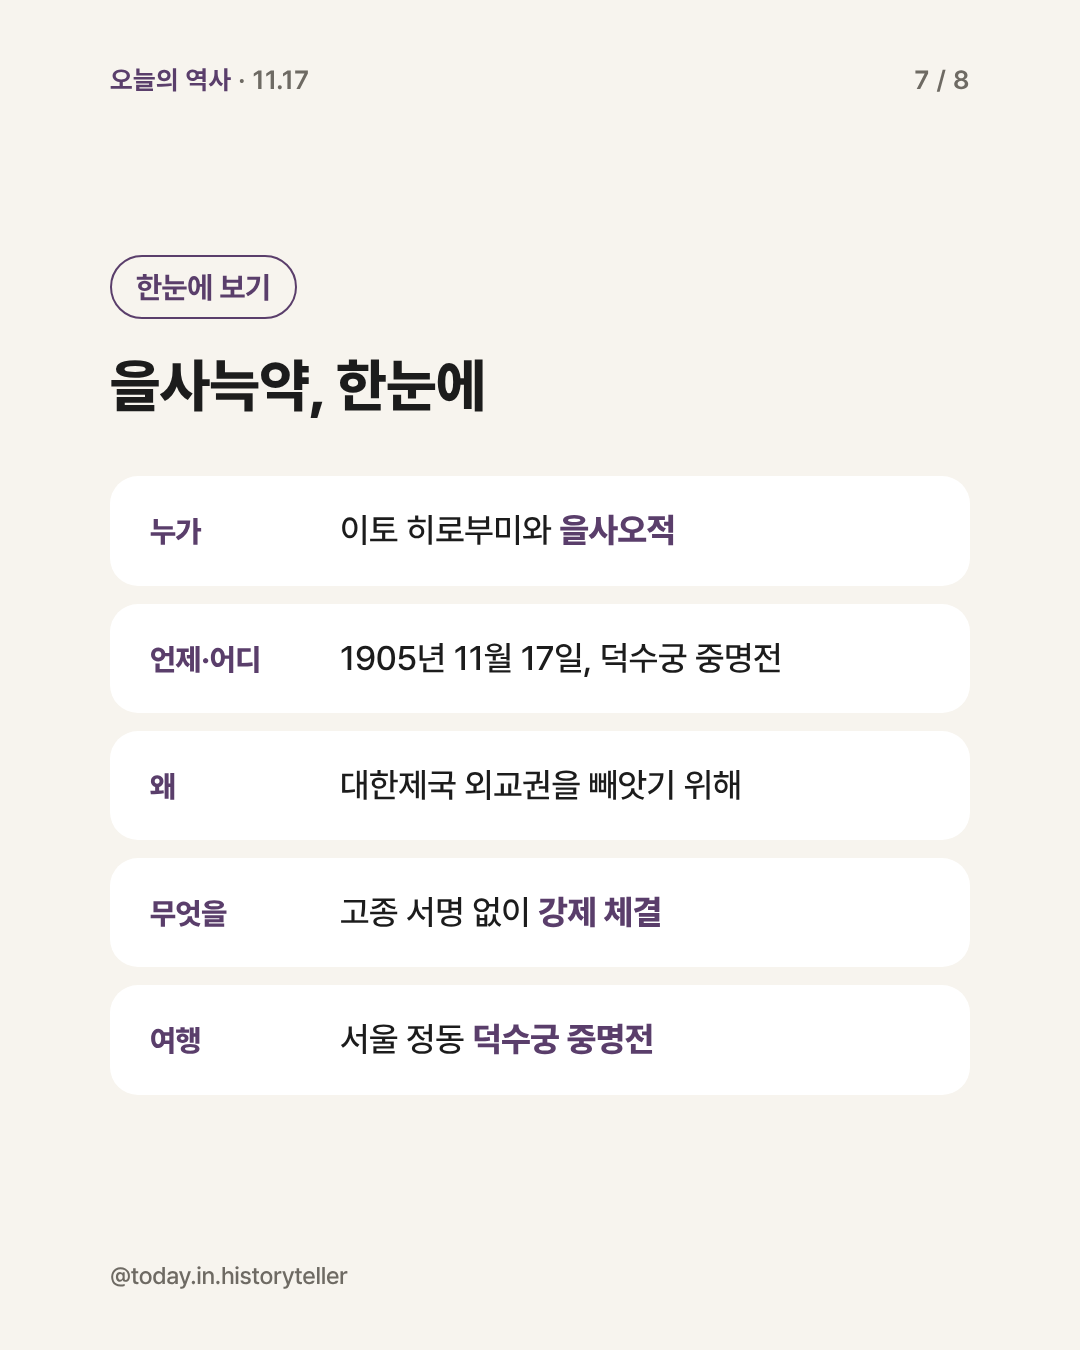 오늘의 역사 · 11.17
7 / 8
한눈에 보기
을사늑약, 한눈에
누가 이토 히로부미와 을사오적
언제·어디 1905년 11월 17일, 덕수궁 중명전
왜 대한제국 외교권을 빼앗기 위해
무엇을 고종 서명 없이 강제 체결
여행 서울 정동 덕수궁 중명전
@today.in.historyteller